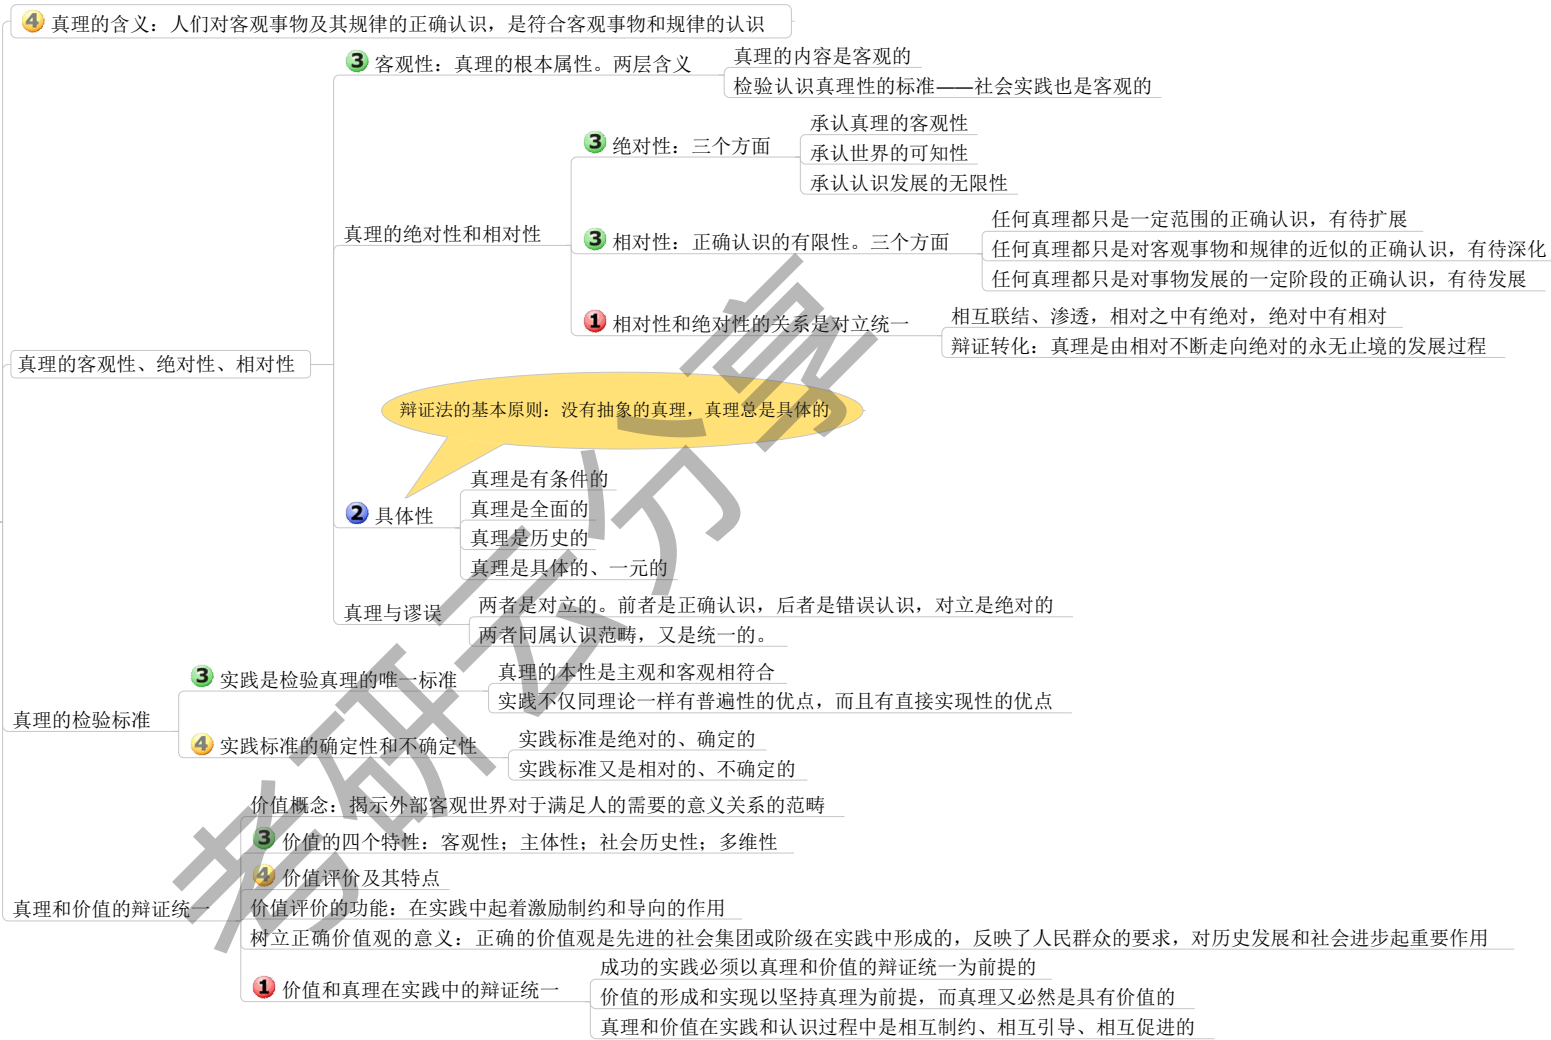 4 真理的含义：人们对客观事物及其规律的正确认识，是符合客观事物和规律的认识
真理的客观性、绝对性、相对性
3 客观性：真理的根本属性。两层含义
真理的内容是客观的
检验认识真理性的标准——社会实践也是客观的
真理的绝对性和相对性
3 绝对性：三个方面
承认真理的客观性
承认世界的可知性
承认认识发展的无限性
3 相对性：正确认识的有限性。三个方面
任何真理都只是一定范围的正确认识，有待扩展
任何真理都只是对客观事物和规律的近似的正确认识，有待深化
任何真理都只是对事物发展的一定阶段的正确认识，有待发展
1 相对性和绝对性的关系是对立统一
相互联结、渗透，相对之中有绝对，绝对中有相对
辩证转化：真理是由相对不断走向绝对的永无止境的发展过程
辩证法的基本原则：没有抽象的真理，真理总是具体的
2 具体性
真理是有条件的
真理是全面的
真理是历史的
真理是具体的、一元的
真理与谬误
两者是对立的。前者是正确认识，后者是错误认识，对立是绝对的
两者同属认识范畴，又是统一的。
真理的检验标准
3 实践是检验真理的唯一标准
真理的本性是主观和客观相符合
实践不仅同理论一样有普遍性的优点，而且有直接实现性的优点
4 实践标准的确定性和不确定性
实践标准是绝对的、确定的
实践标准又是相对的、不确定的
真理和价值的辩证统一
价值概念：揭示外部客观世界对于满足人的需要的意义关系的范畴
3 价值的四个特性：客观性；主体性；社会历史性；多维性
4 价值评价及其特点
价值评价的功能：在实践中起着激励制约和导向的作用
树立正确价值观的意义：正确的价值观是先进的社会集团或阶级在实践中形成的，反映了人民群众的要求，对历史发展和社会进步起重要作用
1 价值和真理在实践中的辩证统一
成功的实践必须以真理和价值的辩证统一为前提的
价值的形成和实现以坚持真理为前提，而真理又必然是具有价值的
真理和价值在实践和认识过程中是相互制约、相互引导、相互促进的
考研云分享